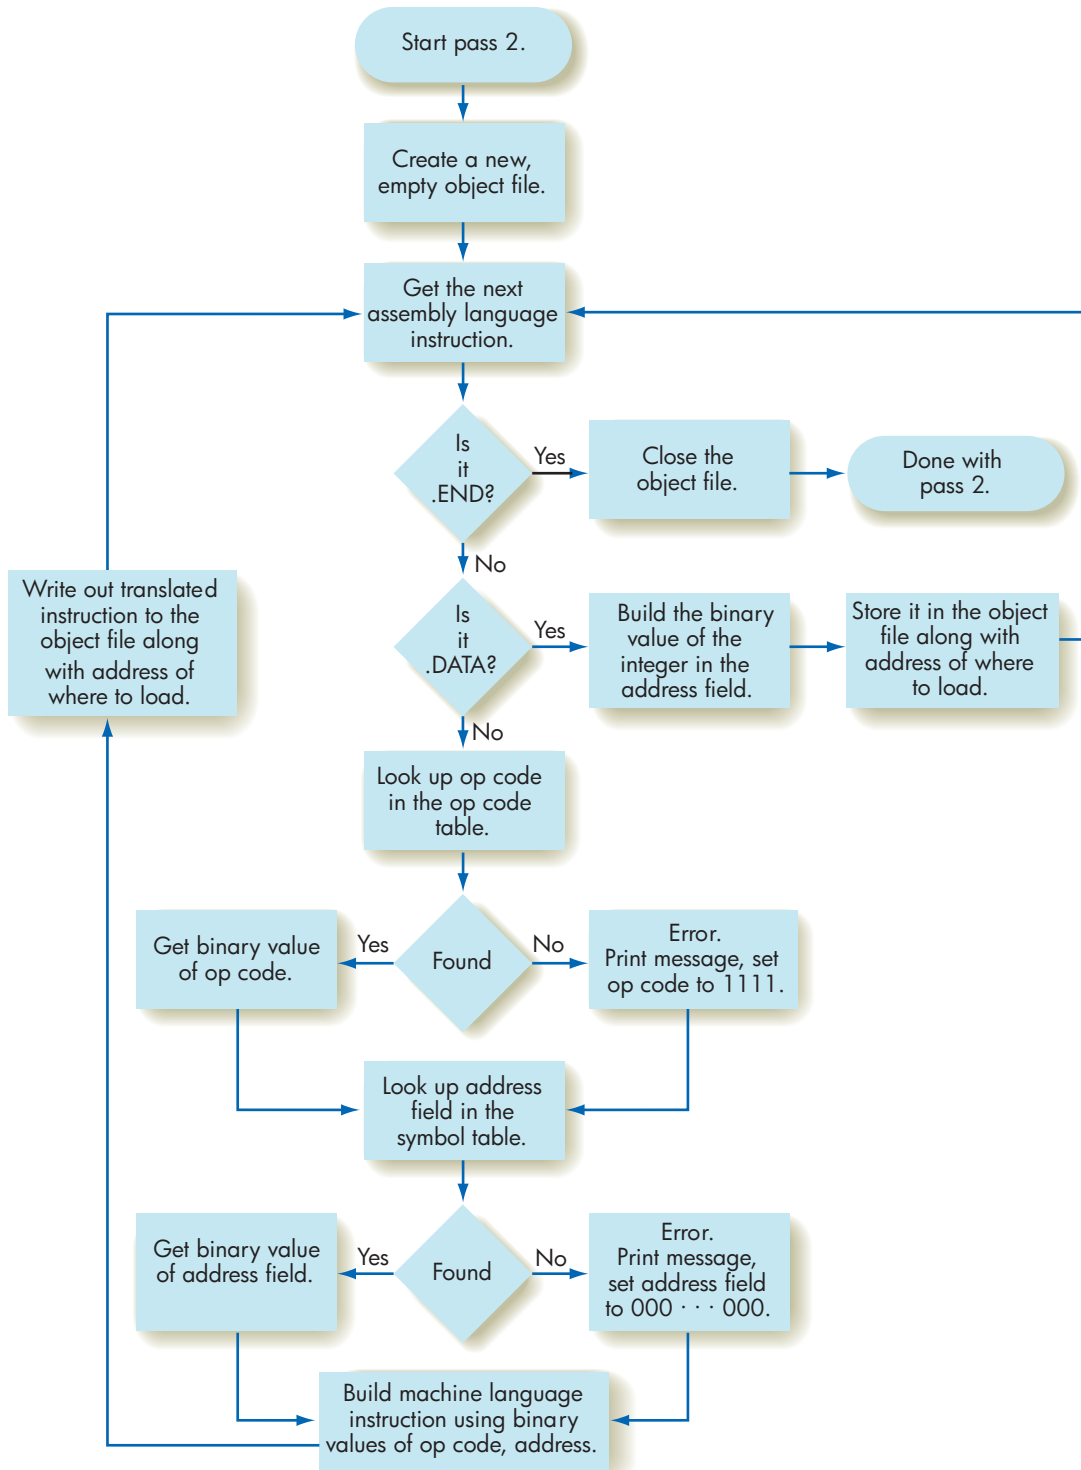 Start pass 2.
Create a new,
empty object file.
Get the next
assembly language
instruction.
Is
it
.END?
Yes
Close the
object file.
Done with
pass 2.
No
Is
it
.DATA?
Yes
Build the binary
value of the
integer in the
address field.
Store it in the object
file along with
address of where
to load.
Write out translated
instruction to the
object file along
with address of
where to load.
No
Look up op code
in the op code
table.
Found
Yes
Get binary value
of op code.
No
Error.
Print message, set
op code to 1111.
Look up address
field in the
symbol table.
Found
Yes
Get binary value
of address field.
No
Error.
Print message,
set address field
to 000 · · · 000.
Build machine language
instruction using binary
values of op code, address.